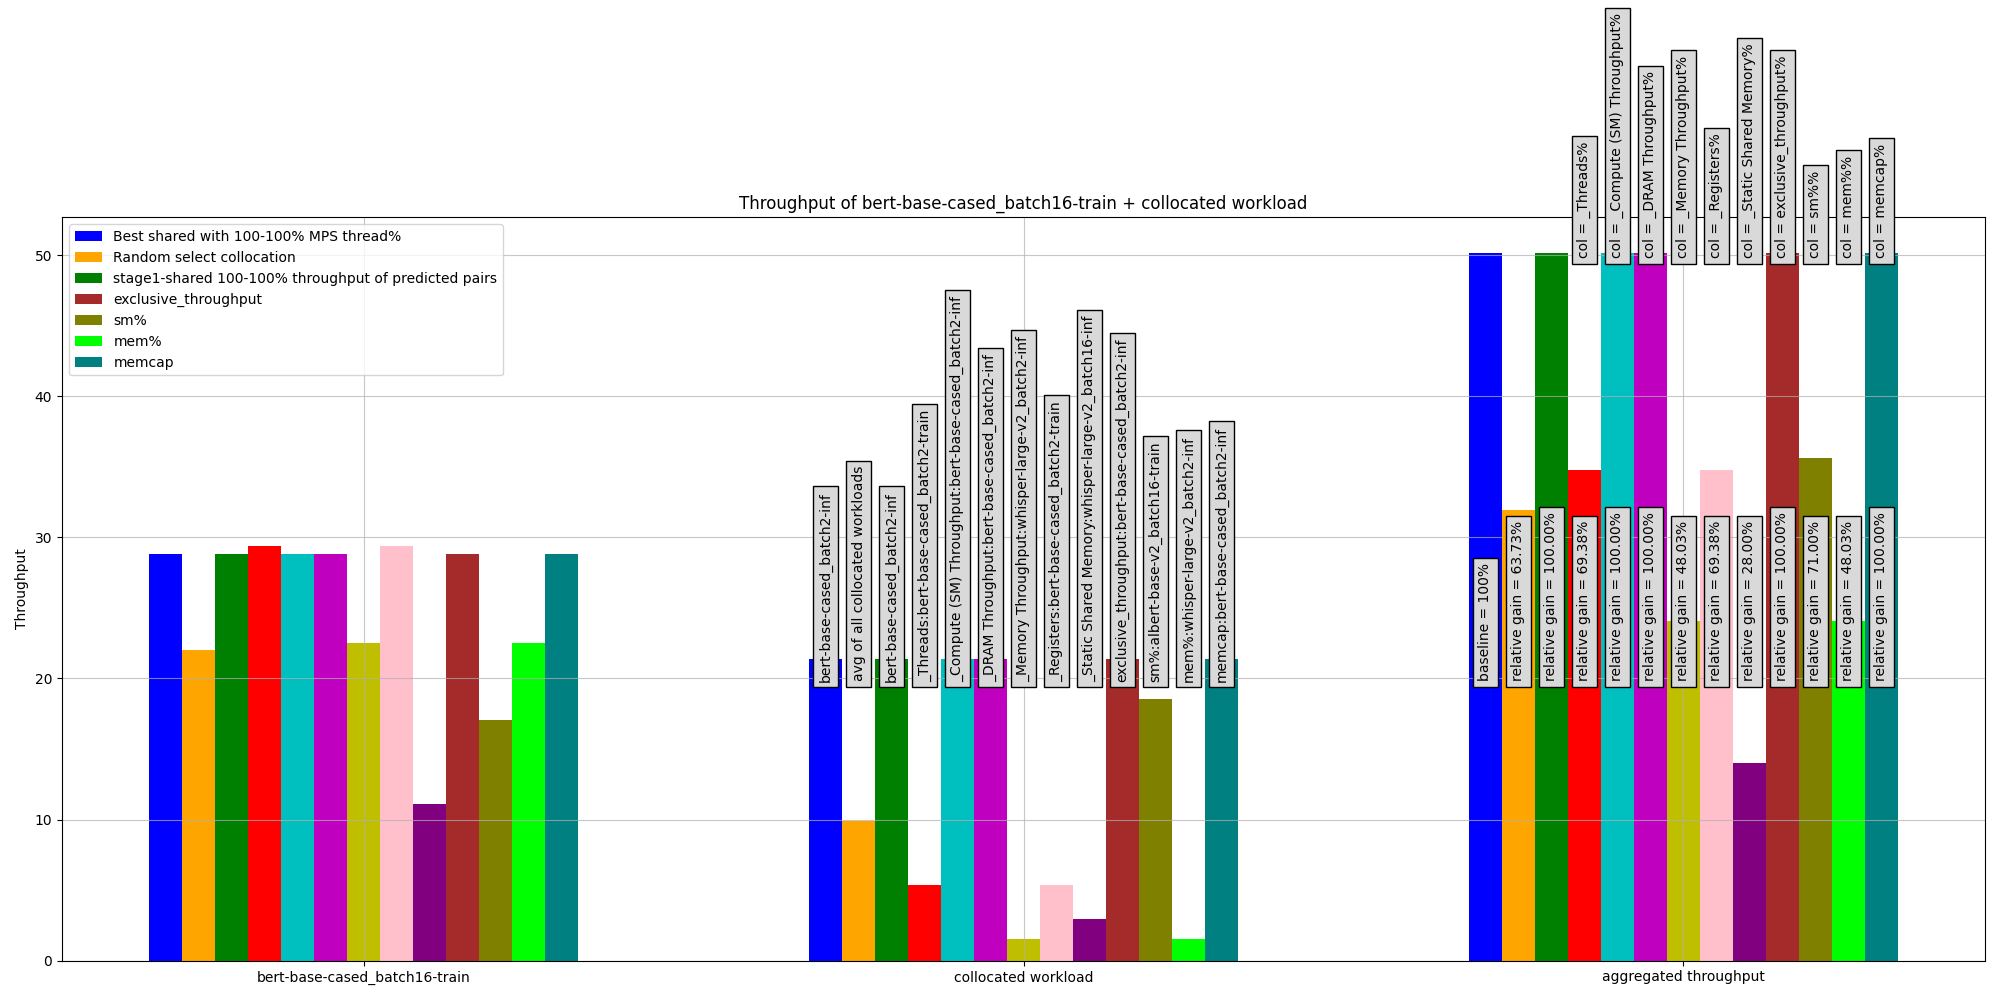 col = _Threads%
col = _Compute (SM) Throughput%
col = _DRAM Throughput%
col = _Memory Throughput%
col = _Registers%
col = _Static Shared Memory%
col = exclusive_throughput%
col = sm%%
col = mem%%
col = memcap%
Throughput of bert-base-cased_batch16-train + collocated workload
Best shared with 100-100% MPS thread%
Random select collocation
stage1-shared 100-100% throughput of predicted pairs
exclusive_throughput
sm%
mem%
memcap
Throughput
50
40
30
20
10
0
bert-base-cased_batch2-inf
avg of all collocated workloads
bert-base-cased_batch2-inf
_Threads:bert-base-cased_batch2-train
_Compute (SM) Throughput:bert-base-cased_batch2-inf
_DRAM Throughput:bert-base-cased_batch2-inf
_Memory Throughput:whisper-large-v2_batch2-inf
_Registers:bert-base-cased_batch2-train
_Static Shared Memory:whisper-large-v2_batch16-inf
exclusive_throughput:bert-base-cased_batch2-inf
sm%:albert-base-v2_batch16-train
mem%:whisper-large-v2_batch2-inf
memcap:bert-base-cased_batch2-inf
baseline = 100%
relative gain = 63.73%
relative gain = 100.00%
relative gain = 69.38%
relative gain = 100.00%
relative gain = 100.00%
relative gain = 48.03%
relative gain = 69.38%
relative gain = 28.00%
relative gain = 100.00%
relative gain = 71.00%
relative gain = 48.03%
relative gain = 100.00%
bert-base-cased_batch16-train
collocated workload
aggregated throughput